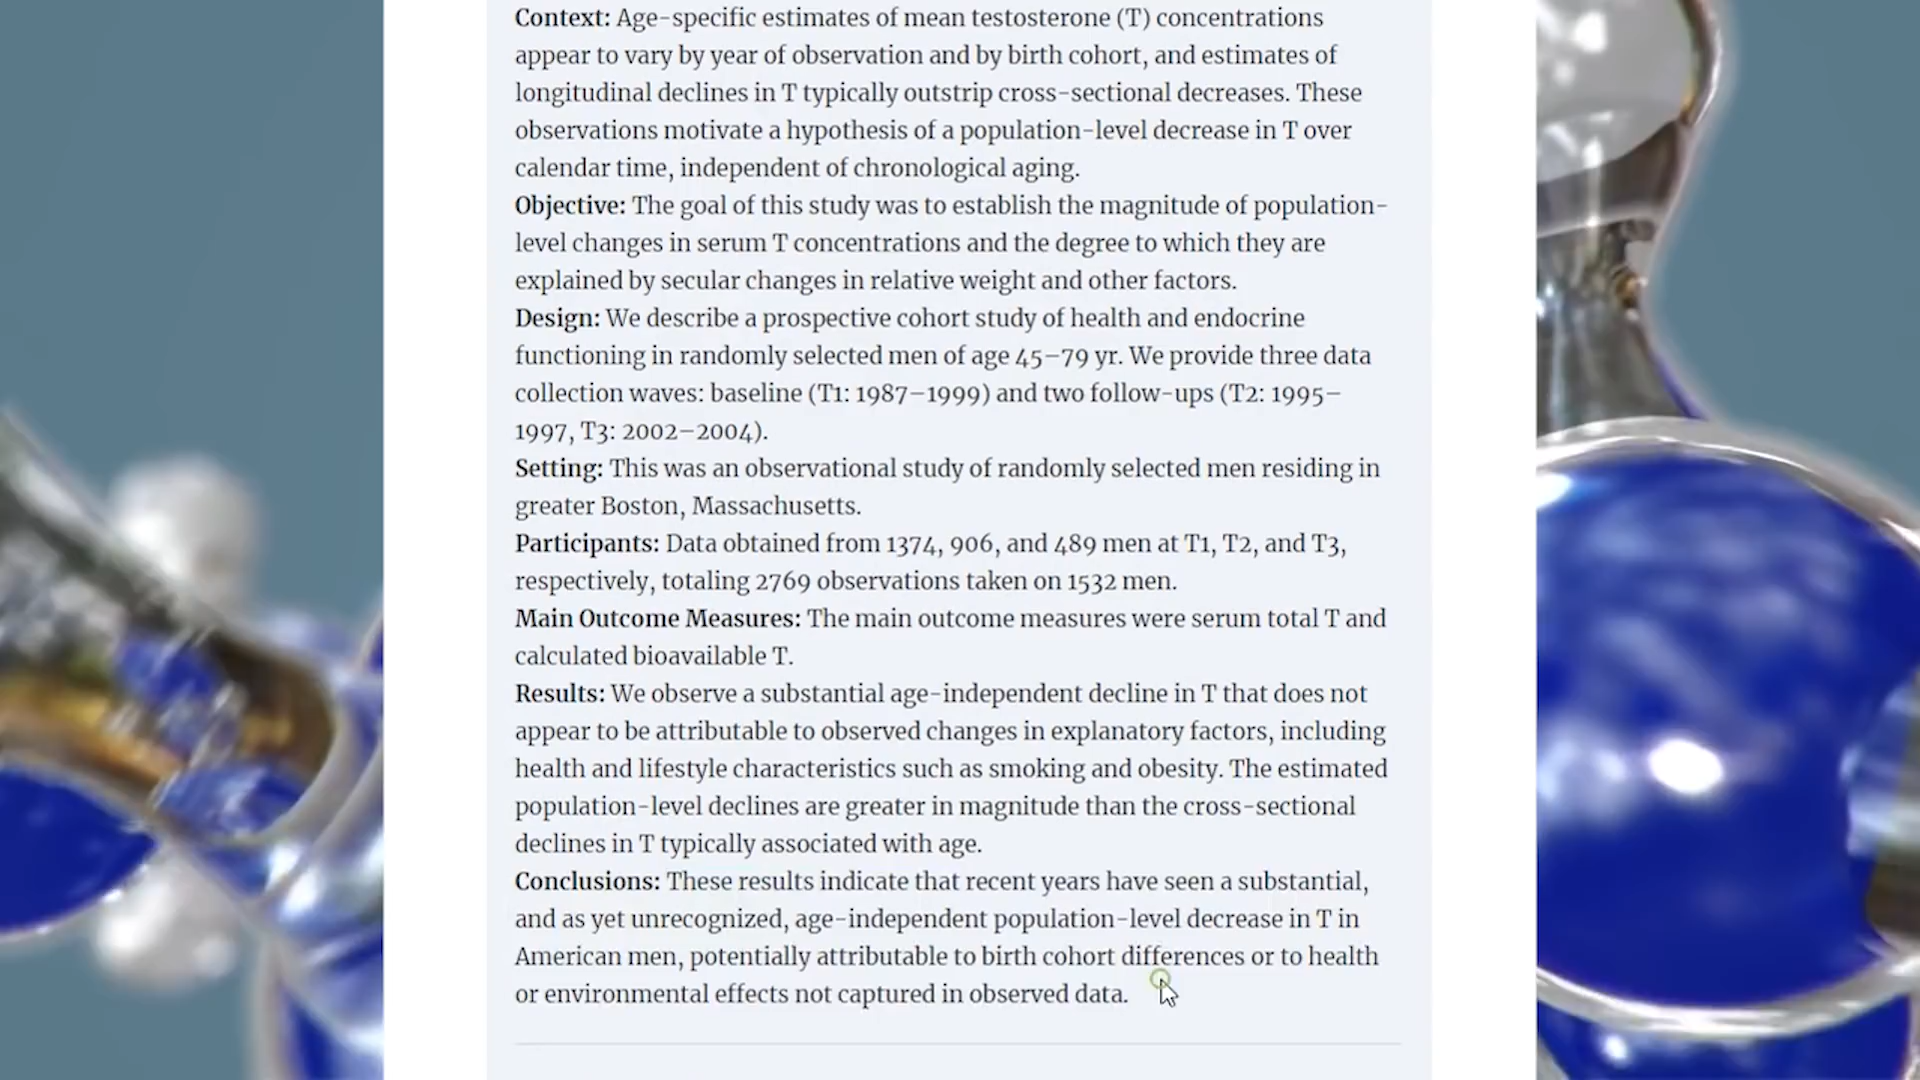 Context: Age-specific estimates of mean testosterone (T) concentrations
appear to vary by year of observation and by birth cohort, and estimates of
longitudinal declines in T typically outstrip cross-sectional decreases. These
observations motivate a hypothesis of a population-level decrease in T over
calendar time, independent of chronological aging.
Objective: The goal of this study was to establish the magnitude of population-
level changes in serum T concentrations and the degree to which they are
explained by secular changes in relative weight and other factors.
Design: We describe a prospective cohort study of health and endocrine
functioning in randomly selected men of age 45–79 yr. We provide three data
collection waves: baseline (T1: 1987–1999) and two follow-ups (T2: 1995–
1997, T3: 2002–2004).
Setting: This was an observational study of randomly selected men residing in
greater Boston, Massachusetts.
Participants: Data obtained from 1374, 906, and 489 men at T1, T2, and T3,
respectively, totaling 2769 observations taken on 1532 men.
Main Outcome Measures: The main outcome measures were serum total T and
calculated bioavailable T.
Results: We observe a substantial age-independent decline in T that does not
appear to be attributable to observed changes in explanatory factors, including
health and lifestyle characteristics such as smoking and obesity. The estimated
population-level declines are greater in magnitude than the cross-sectional
declines in T typically associated with age.
Conclusions: These results indicate that recent years have seen a substantial,
and as yet unrecognized, age-independent population-level decrease in T in
American men, potentially attributable to birth cohort differences or to health
or environmental effects not captured in observed data.